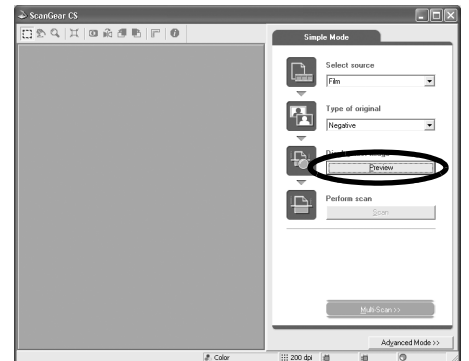 ScanGear CS
Simple Mode
Select source
Film
Type of original
Negative
Preview
Perform scan
Scan
Multi-Scan >>
Advanced Mode >>
Color
200 dpi